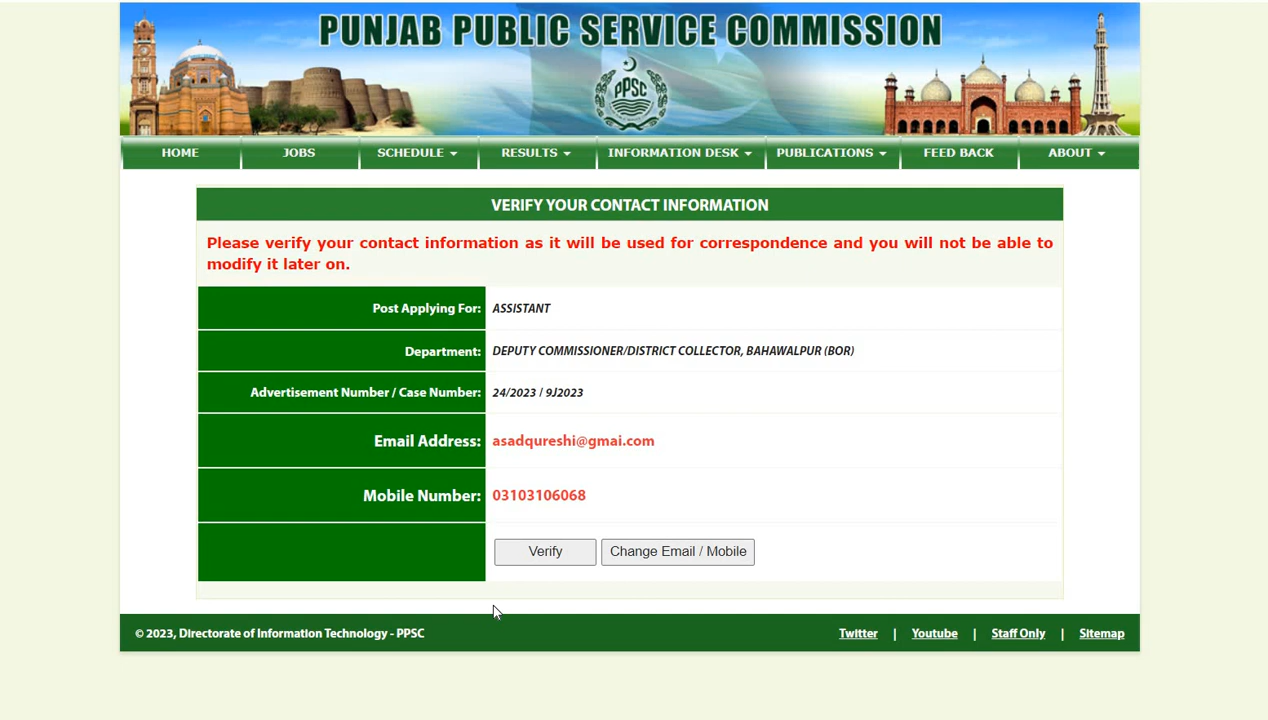 PUNJAB PUBLIC SERVICE COMMISSION
PPSC
HOME JOBS SCHEDULE RESULTS INFORMATION DESK PUBLICATIONS FEED BACK ABOUT
VERIFY YOUR CONTACT INFORMATION
Please verify your contact information as it will be used for correspondence and you will not be able to
modify it later on.
Post Applying For: ASSISTANT
Department: DEPUTY COMMISSIONER/DISTRICT COLLECTOR, BAHAWALPUR (BOR)
Advertisement Number / Case Number: 24/2023 / 9J2023
Email Address: asadqureshi@gmai.com
Mobile Number: 03103106068
Verify Change Email / Mobile
© 2023, Directorate of Information Technology - PPSC Twitter | Youtube | Staff Only | Sitemap